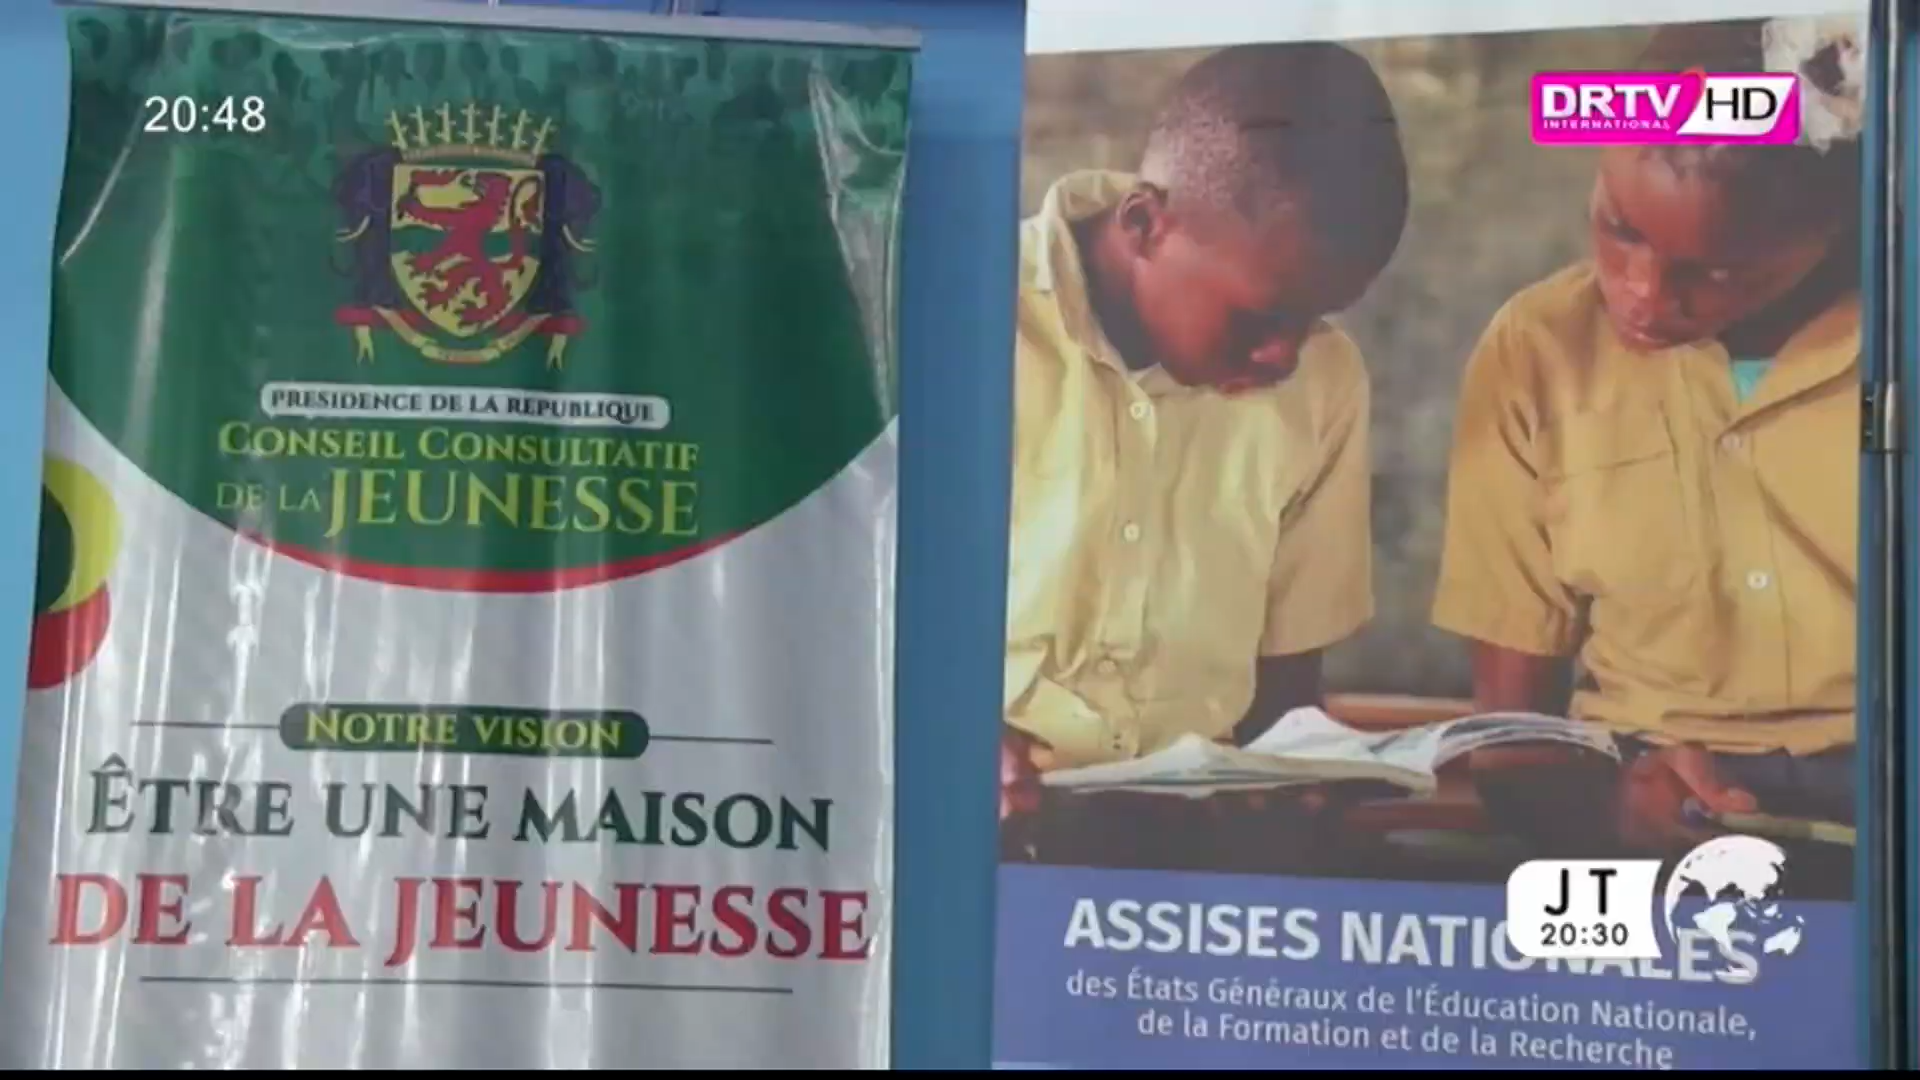 20:48
DRTV HD
INTERNATIONAL
PRESIDENCE DE LA REPUBLIQUE
CONSEIL CONSULTATIF
DE LA JEUNESSE
NOTRE VISION
ÊTRE UNE MAISON
DE LA JEUNESSE
ASSISES NATIONALES
des États Généraux de l'Éducation Nationale,
de la Formation et de la Recherche
JT
20:30